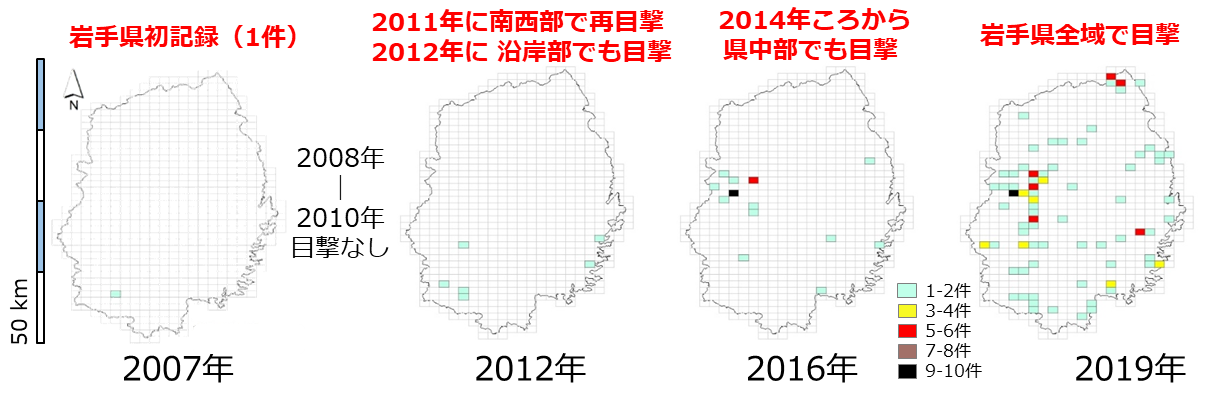 岩手県初記録（1件）
2011年に南西部で再目撃
2012年に 沿岸部でも目撃
2014年ころから
県中部でも目撃
岩手県全域で目撃
N
2008年
｜
2010年
目撃なし
50 km
1-2件
3-4件
5-6件
7-8件
9-10件
2007年
2012年
2016年
2019年